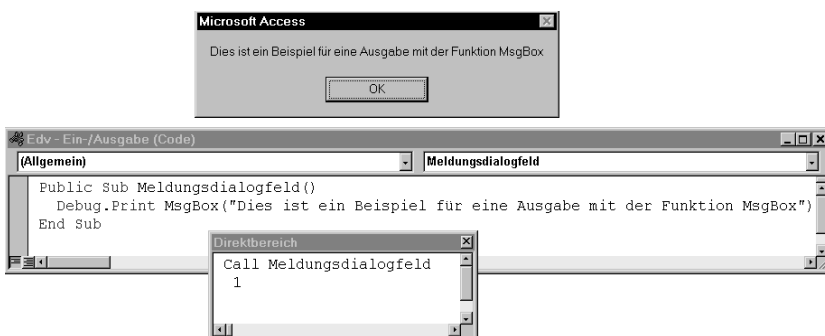 Microsoft Access
Dies ist ein Beispiel für eine Ausgabe mit der Funktion MsgBox
OK
Edv - Ein-/Ausgabe (Code)
(Allgemein)
Meldungsdialogfeld
Public Sub Meldungsdialogfeld()
Debug.Print MsgBox("Dies ist ein Beispiel für eine Ausgabe mit der Funktion MsgBox")
End Sub
Direktbereich
Call Meldungsdialogfeld
1